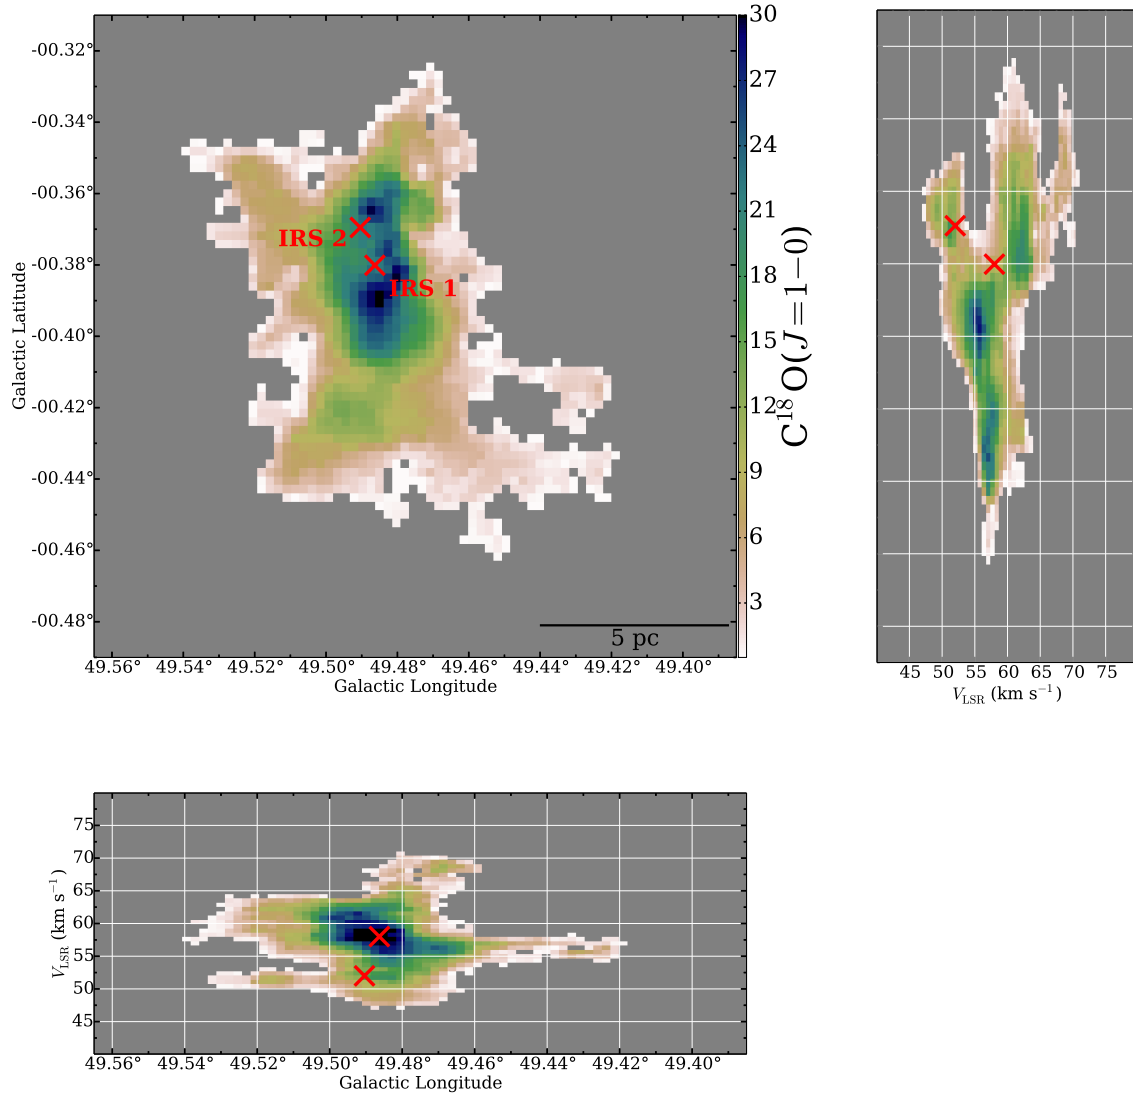 -00.32°
-00.34°
-00.36°
-00.38°
-00.40°
-00.42°
-00.44°
-00.46°
-00.48°
Galactic Latitude
IRS 2
IRS 1
5 pc
49.56° 49.54° 49.52° 49.50° 49.48° 49.46° 49.44° 49.42° 49.40°
Galactic Longitude
30
27
24
21
18
15
12
9
6
3
C¹⁸O(J=1−0)
45 50 55 60 65 70 75
V_LSR (km s⁻¹)
75
70
65
60
55
50
45
V_LSR (km s⁻¹)
49.56° 49.54° 49.52° 49.50° 49.48° 49.46° 49.44° 49.42° 49.40°
Galactic Longitude